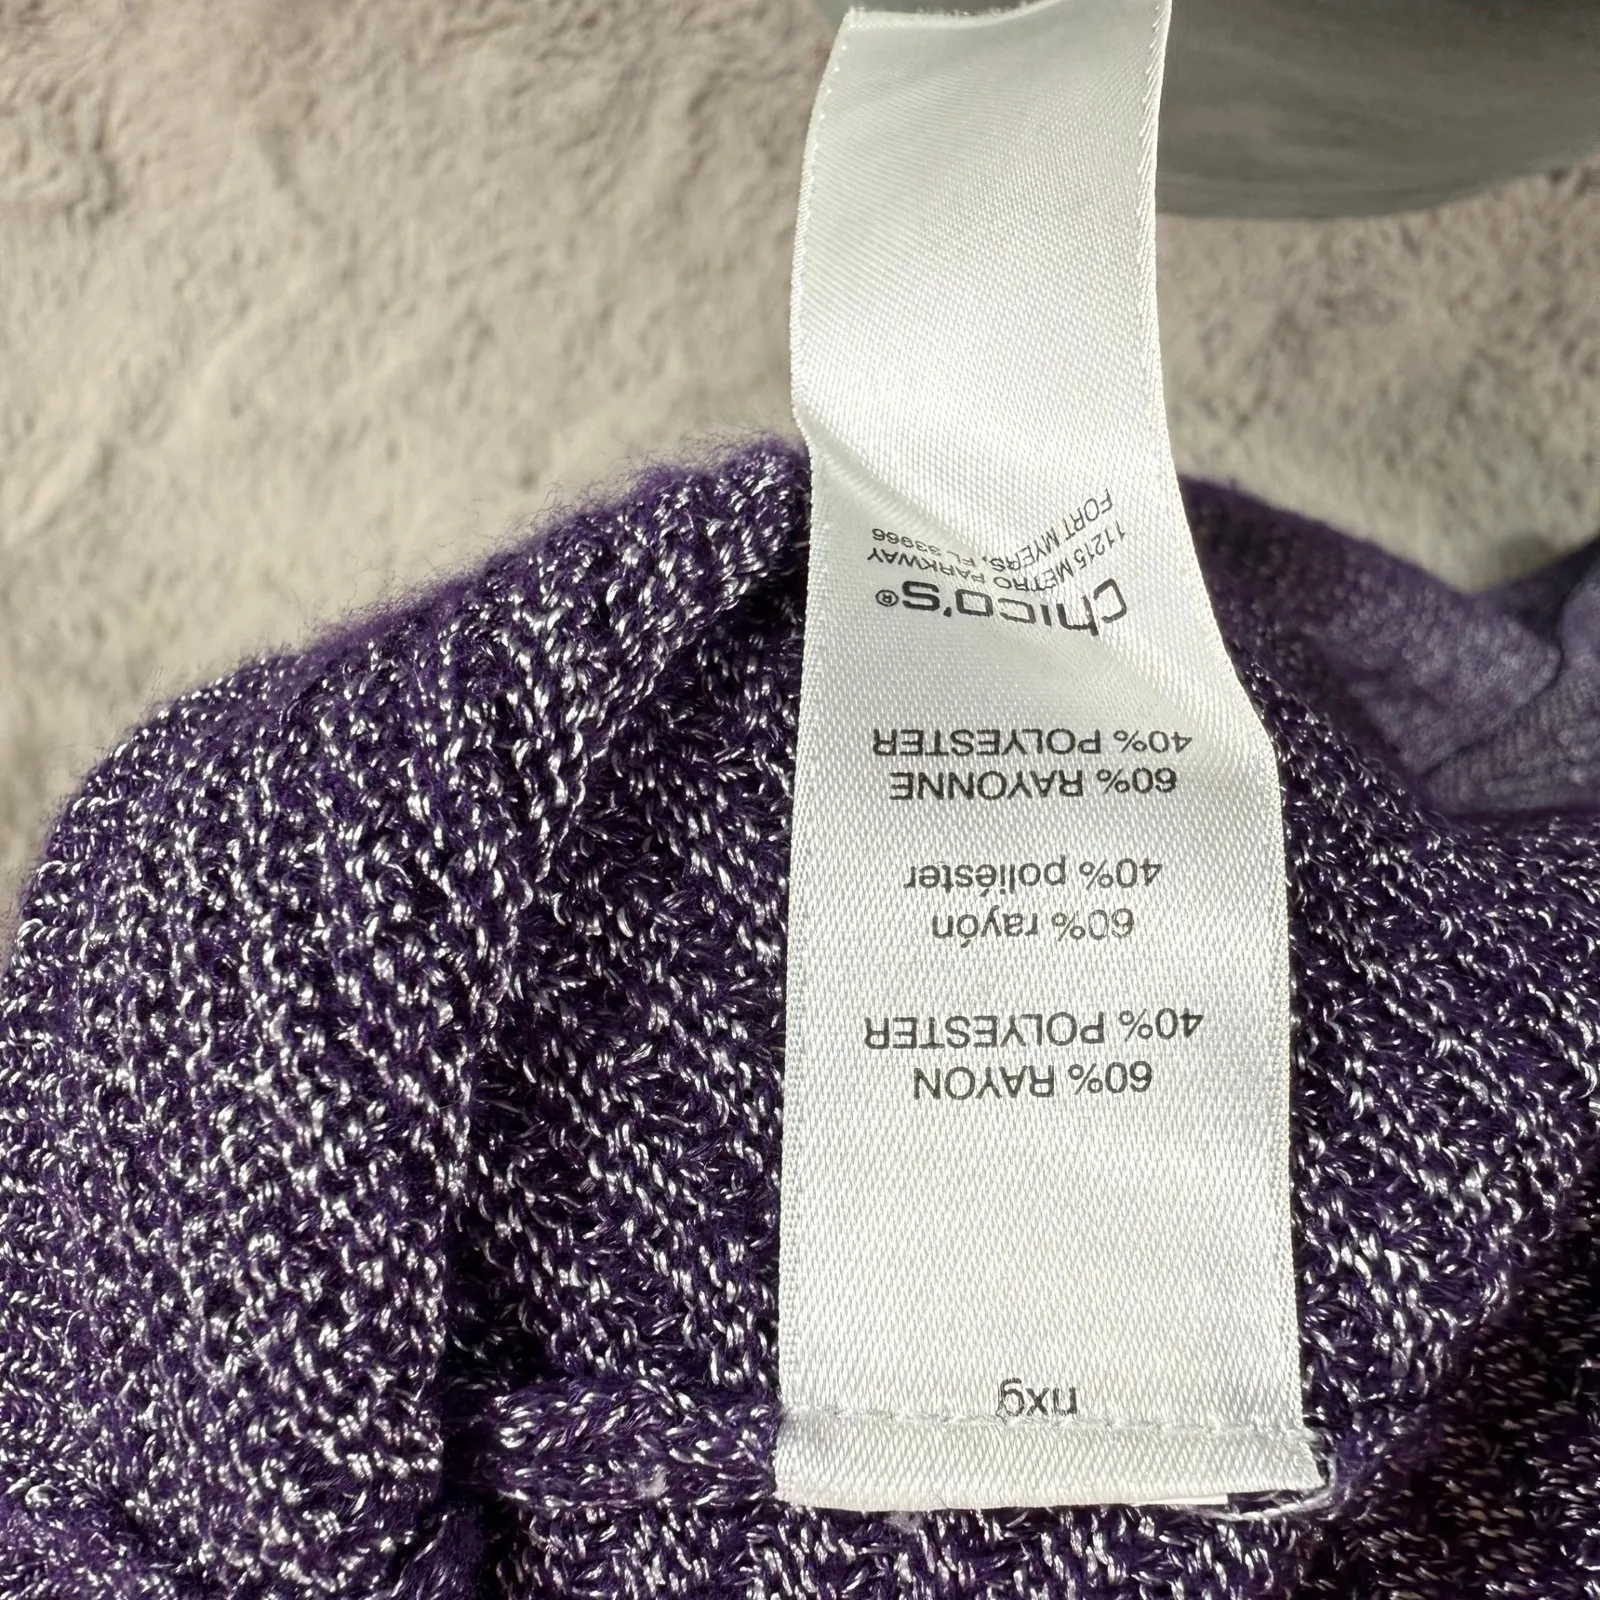 nxg
60% RAYON
40% POLYESTER
60% rayón
40% poliéster
60% RAYONNE
40% POLYESTER
chico's®
11215 METRO PARKWAY
FORT MYERS, FL 33966